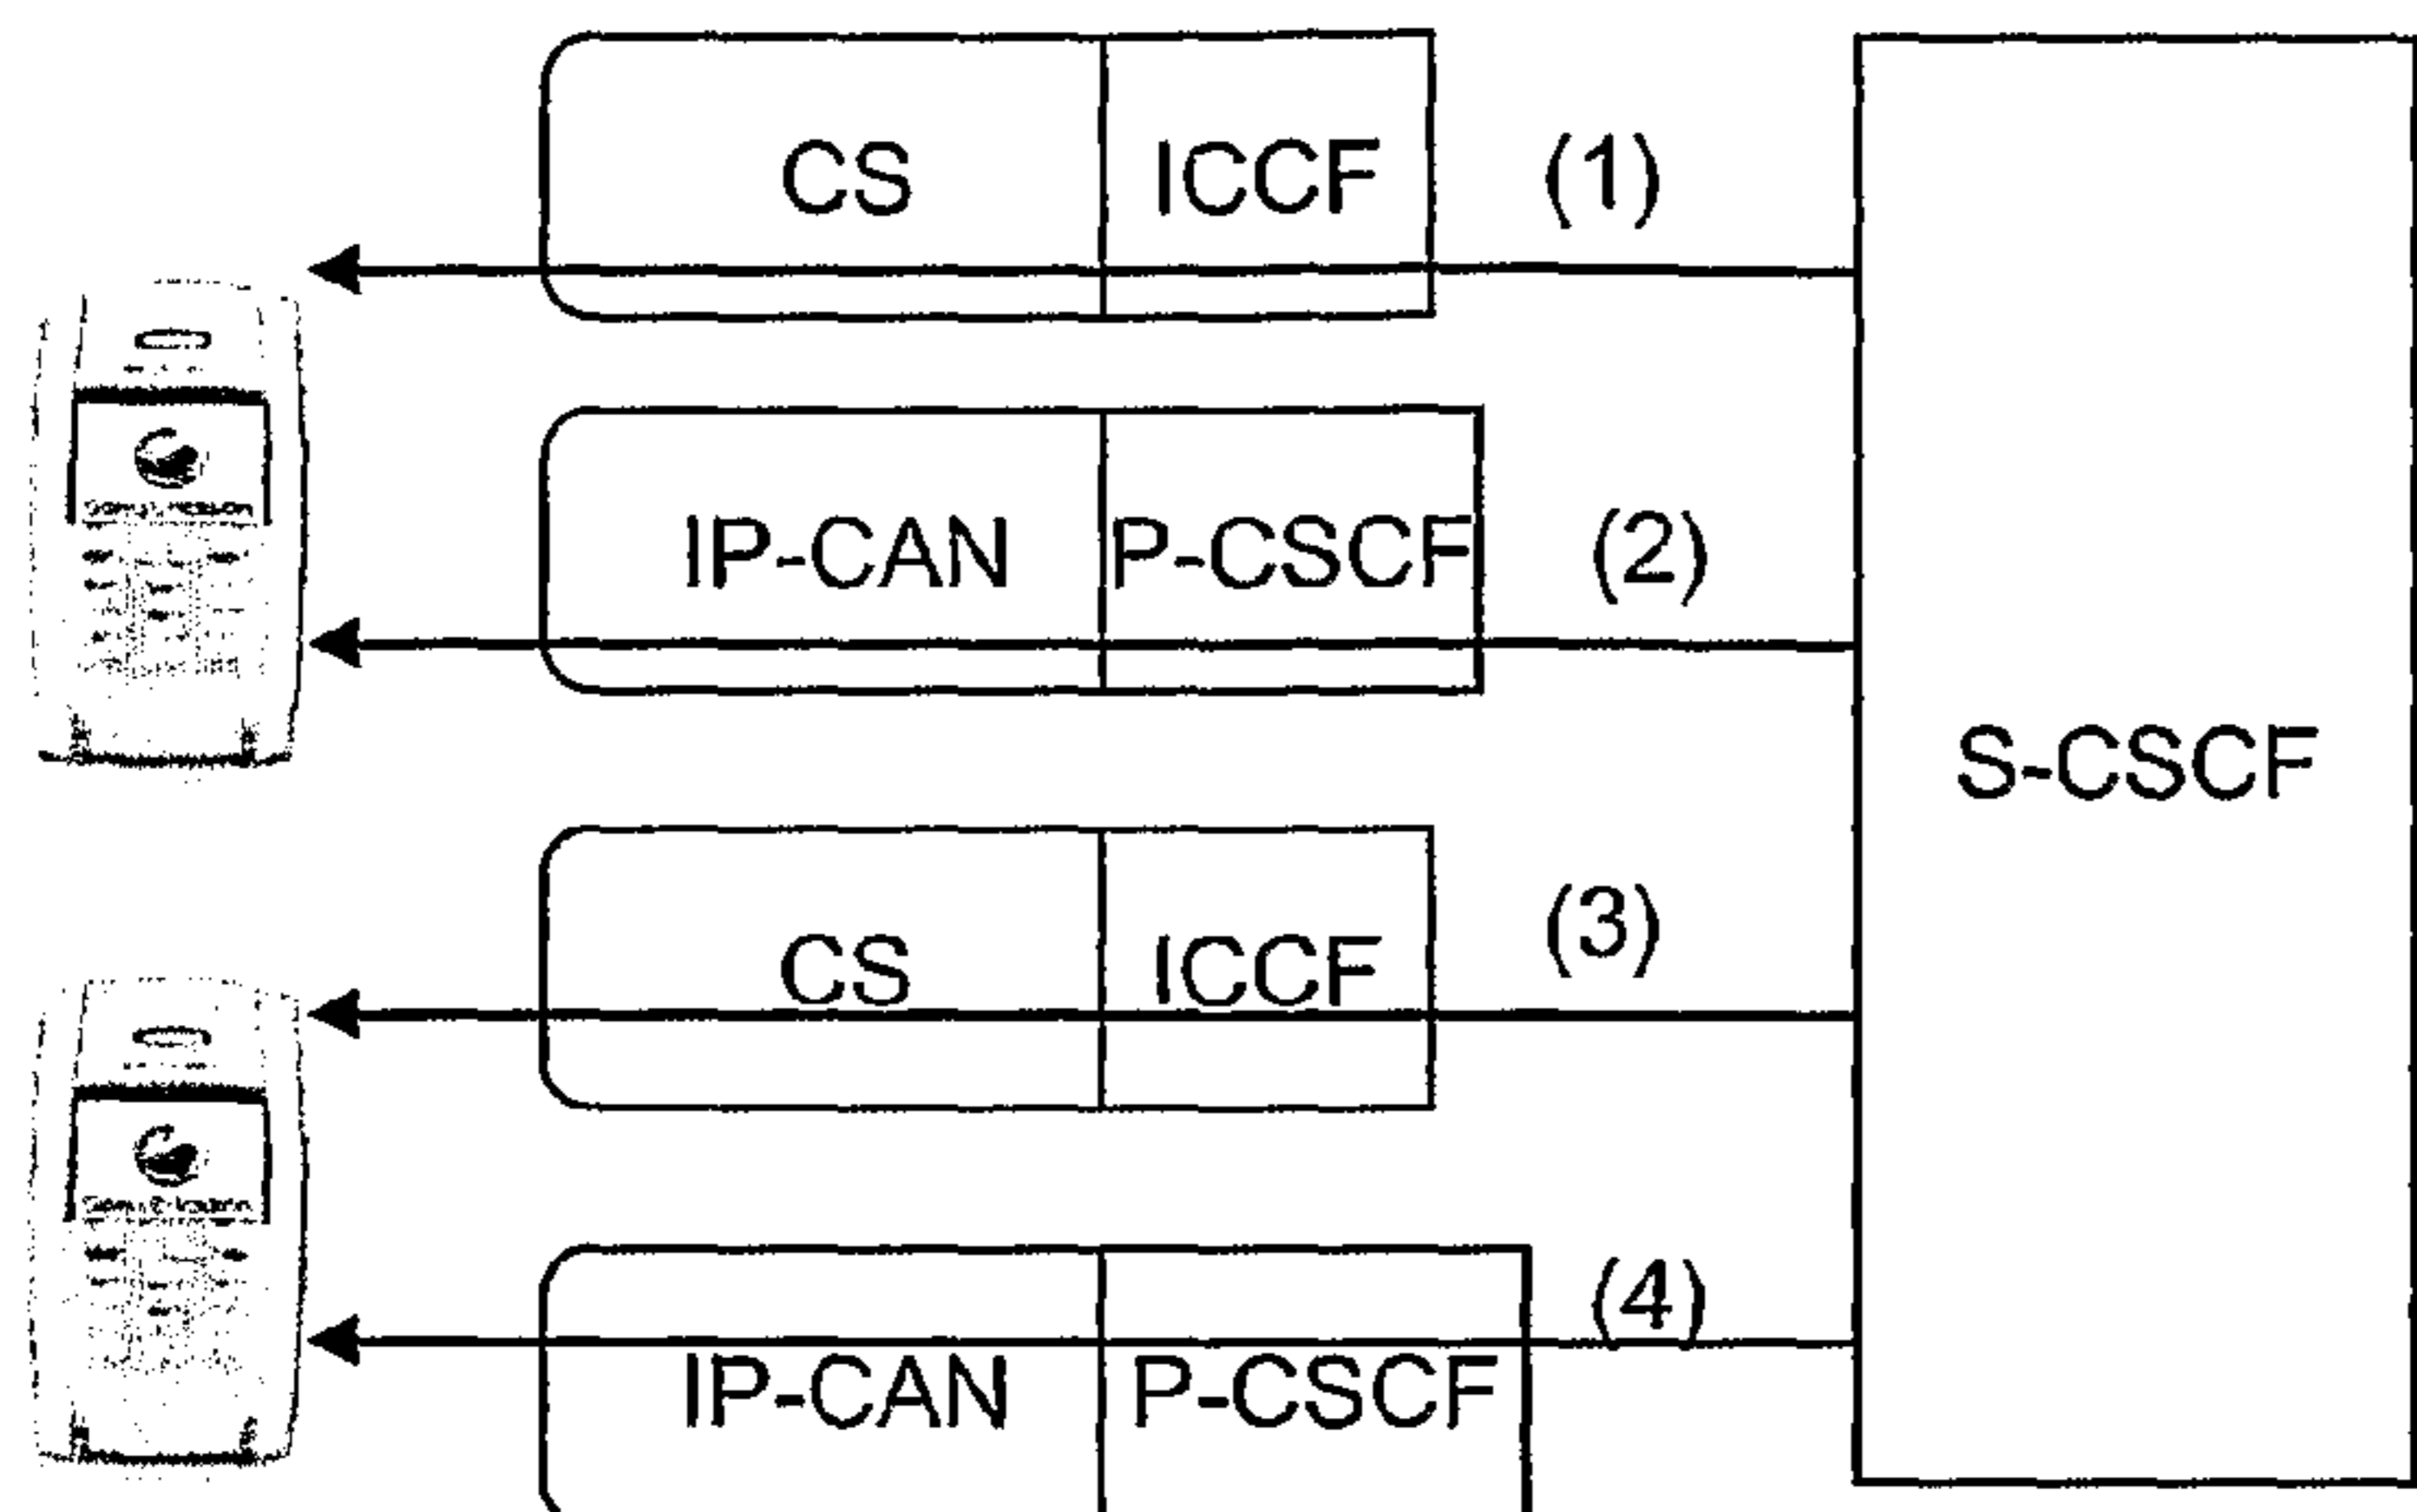 CS ICCF (1)
IP-CAN P-CSCF (2)
S-CSCF
CS ICCF (3)
IP-CAN P-CSCF (4)